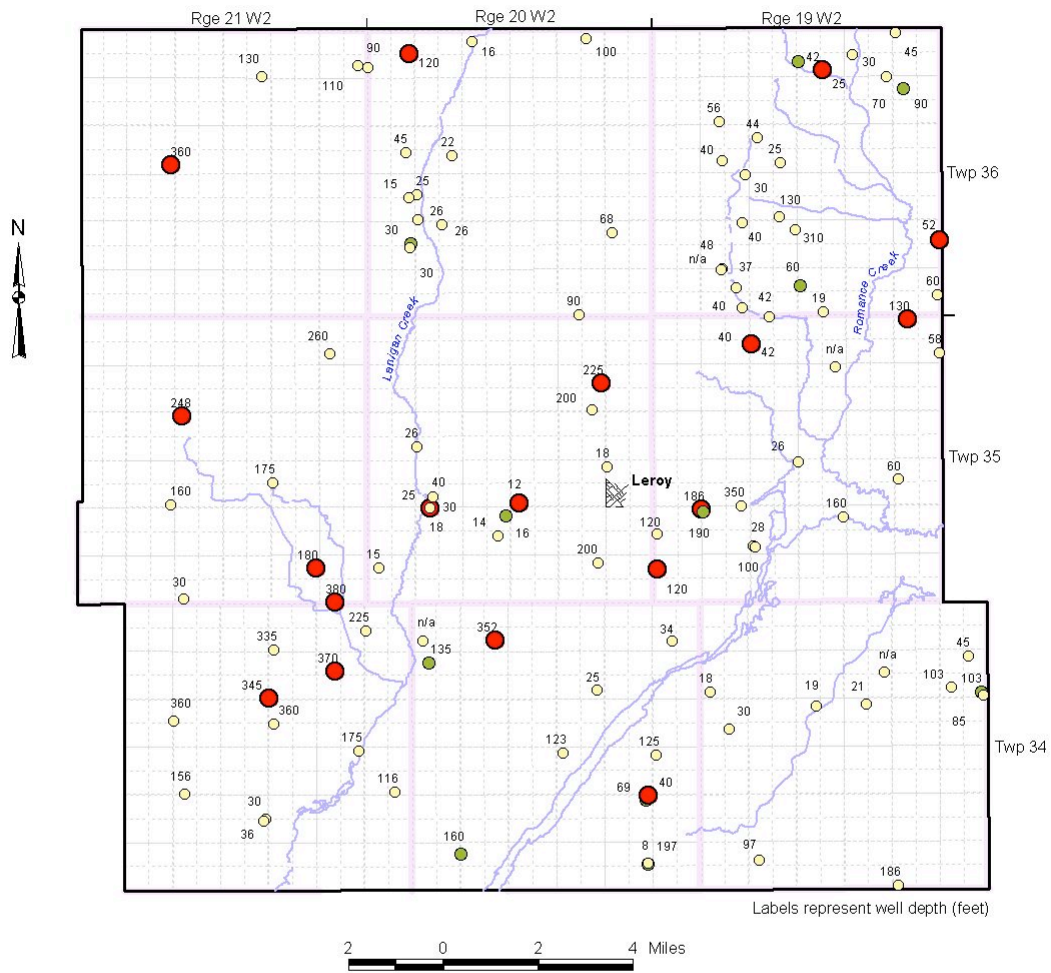 Rge 21 W2 Rge 20 W2 Rge 19 W2
90 16 100 45
130 120 42 30
110 25 70 90
56
44
360 45 22 40 25
Twp 36
15 25 30
26 130
30 26 68 40 310 52
N
48
n/a 37 60
30 60
40 42 19 130
90
Lanigan Creek
Romance Creek
260 40 42 n/a 58
225
248 200
26 26
Twp 35
175 18 60
Leroy
160 40 12 186 350
25 30 160
18 14 16 120 190 28
180 15 200 100
120
30 380
225 n/a 352 34
335 135 45
370 n/a
345 25 18 19 21 103 103
360 360 30 85
175 123 125
Twp 34
156 116 69 40
30
36
160 8 197 97
186
Labels represent well depth (feet)
2 0 2 4 Miles